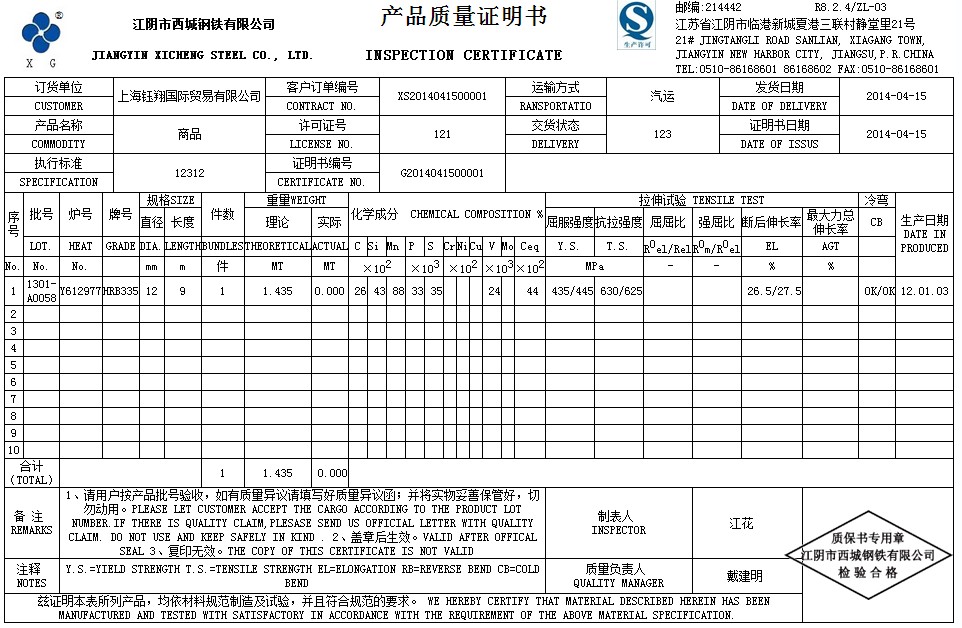 江阴市西城钢铁有限公司
JIANGYIN XICHENG STEEL CO., LTD.
® X G
产品质量证明书
INSPECTION CERTIFICATE
QS 生产许可
邮编:214442 R8.2.4/ZL-03
江苏省江阴市临港新城夏港三联村静堂里21号
21# JINGTANGLI ROAD SANLIAN, XIAGANG TOWN,
JIANGYIN NEW HARBOR CITY, JIANGSU,P.R.CHINA
TEL:0510-86168601 86168602 FAX:0510-86168601
订货单位 上海钰翔国际贸易有限公司 客户订单编号 XS2014041500001 运输方式 汽运 发货日期 2014-04-15
CUSTOMER CONTRACT NO. RANSPORTATIO DATE OF DELIVERY
产品名称 商品 许可证号 121 交货状态 123 证明书日期 2014-04-15
COMMODITY LICENSE NO. DELIVERY DATE OF ISSUS
执行标准 12312 证明书编号 G2014041500001
SPECIFICATION CERTIFICATE NO.
序号 批号 炉号 牌号 规格SIZE 件数 重量WEIGHT 化学成分 CHEMICAL COMPOSITION % 拉伸试验 TENSILE TEST 冷弯 生产日期
直径 长度 理论 实际 屈服强度 抗拉强度 屈屈比 强屈比 断后伸长率 最大力总伸长率 CB DATE IN PRODUCED
LOT. HEAT GRADE DIA. LENGTH BUNDLES THEORETICAL ACTUAL C Si Mn P S Cr Ni Cu V Mo Ceq Y.S. T.S. R⁰el/Rel R⁰m/R⁰el EL AGT
No. No. No. mm m 件 MT MT ×10² ×10³ ×10² ×10³ ×10² MPa - - % %
1 1301-A0058 Y612977 HRB335 12 9 1 1.435 0.000 26 43 88 33 35 24 44 435/445 630/625 26.5/27.5 OK/OK 12.01.03
2
3
4
5
6
7
8
9
10
合计 (TOTAL) 1 1.435 0.000
备 注 REMARKS
1、请用户按产品批号验收，如有质量异议请填写好质量异议函；并将实物妥善保管好，切
勿动用。PLEASE LET CUSTOMER ACCEPT THE CARGO ACCORDING TO THE PRODUCT LOT
NUMBER.IF THERE IS QUALITY CLAIM,PLESASE SEND US OFFICIAL LETTER WITH QUALITY
CLAIM. DO NOT USE AND KEEP SAFELY IN KIND . 2、盖章后生效。VALID AFTER OFFICAL
SEAL 3、复印无效。THE COPY OF THIS CERTIFICATE IS NOT VALID
制表人 INSPECTOR 江花
注释 NOTES
Y.S.=YIELD STRENGTH T.S.=TENSILE STRENGTH EL=ELONGATION RB=REVERSE BEND CB=COLD
BEND
质量负责人 QUALITY MANAGER 戴建明
质保书专用章
江阴市西城钢铁有限公司
检验合格
兹证明本表所列产品，均依材料规范制造及试验，并且符合规范的要求。 WE HEREBY CERTIFY THAT MATERIAL DESCRIBED HEREIN HAS BEEN
MANUFACTURED AND TESTED WITH SATISFACTORY IN ACCORDANCE WITH THE REQUIREMENT OF THE ABOVE MATERIAL SPECIFICATION.